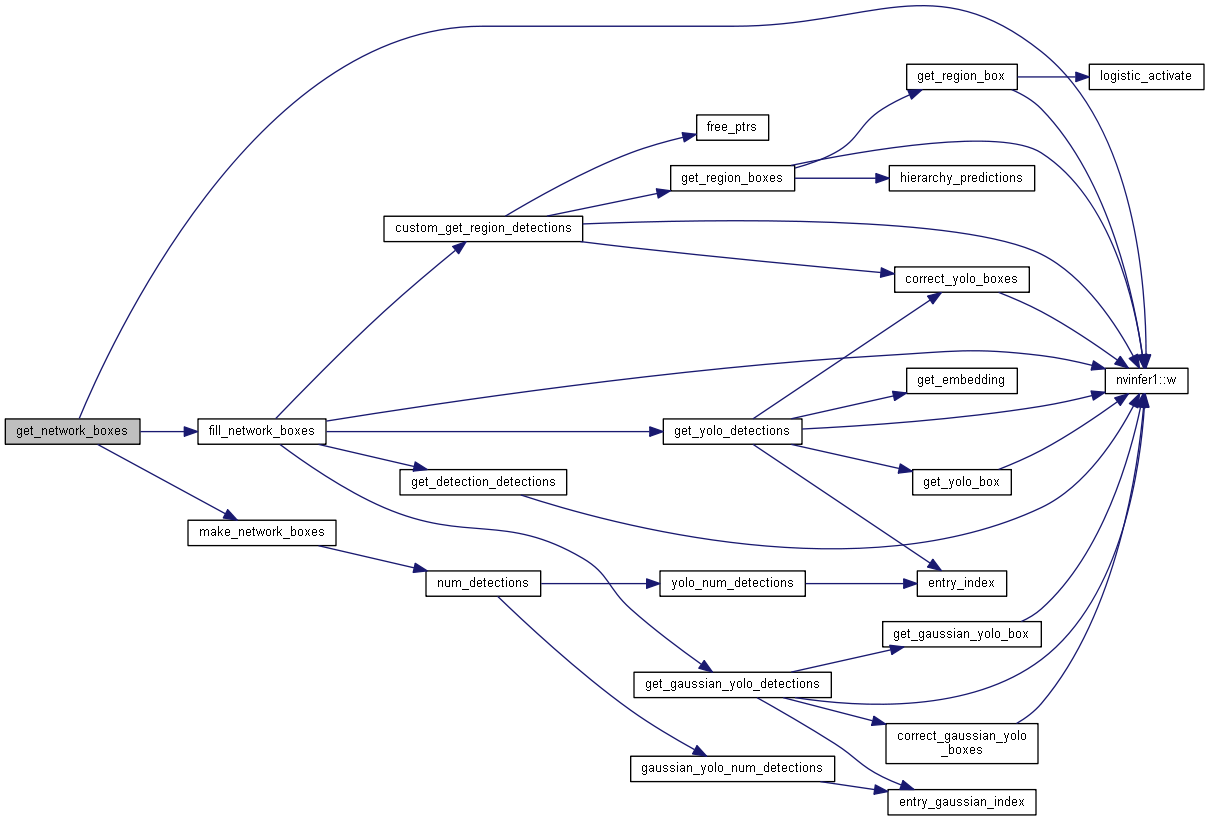 get_region_box
logistic_activate
free_ptrs
get_region_boxes
hierarchy_predictions
custom_get_region_detections
correct_yolo_boxes
get_embedding
nvinfer1::w
get_network_boxes
fill_network_boxes
get_yolo_detections
get_detection_detections
get_yolo_box
make_network_boxes
num_detections
yolo_num_detections
entry_index
get_gaussian_yolo_box
get_gaussian_yolo_detections
correct_gaussian_yolo
_boxes
gaussian_yolo_num_detections
entry_gaussian_index